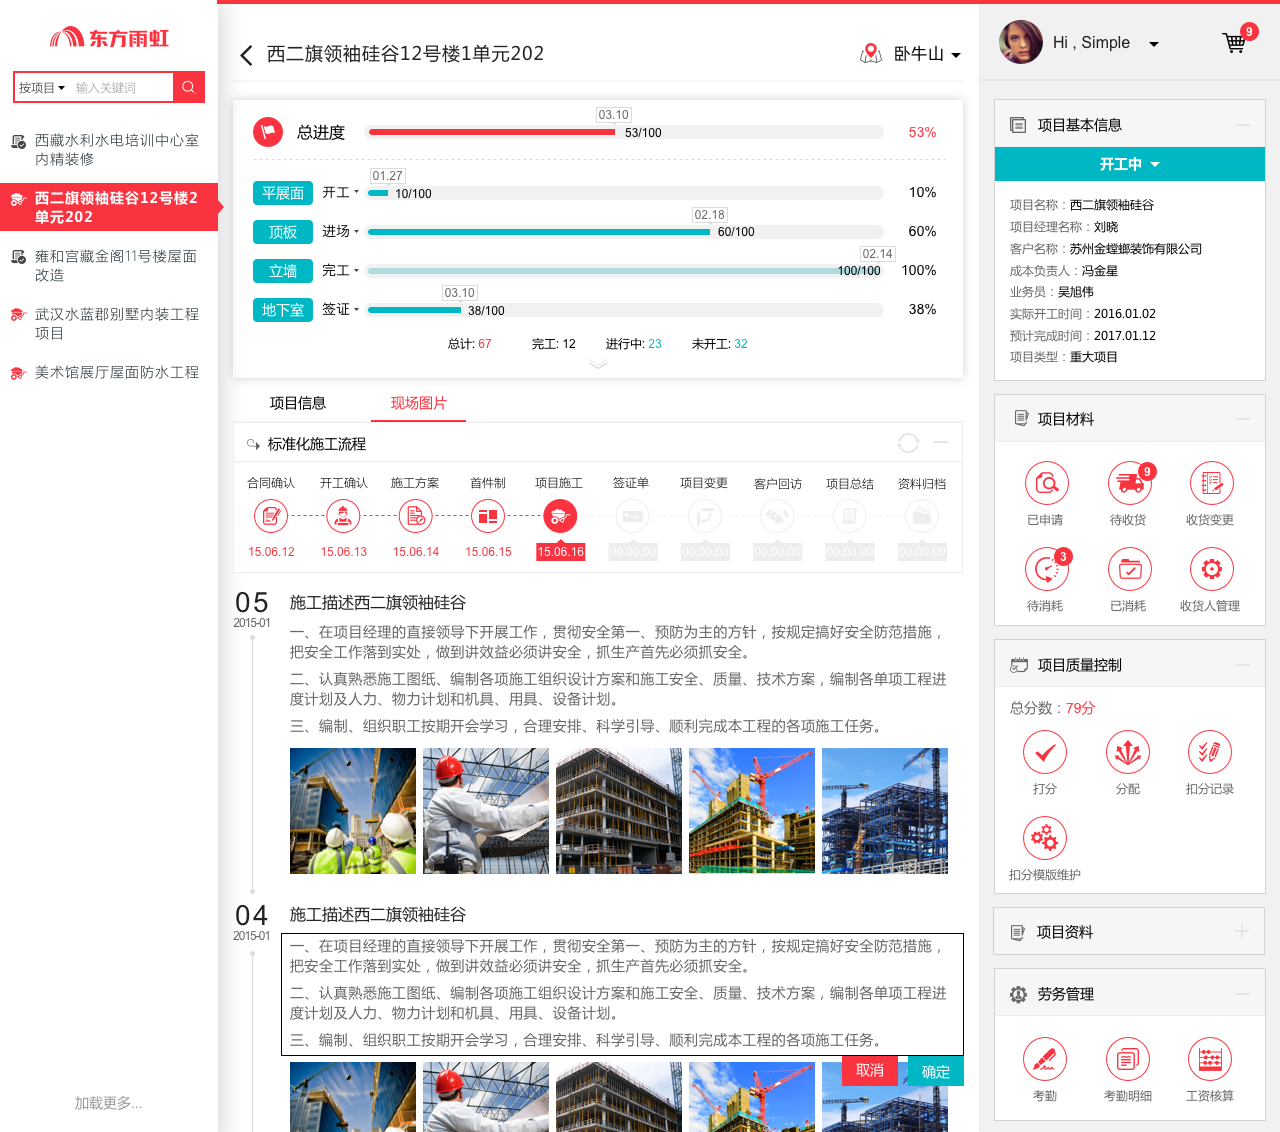 东方雨虹
按项目 输入关键词
西藏水利水电培训中心室
内精装修
西二旗领袖硅谷12号楼2
单元202
雍和宫藏金阁11号楼屋面
改造
武汉水蓝郡别墅内装工程
项目
美术馆展厅屋面防水工程
加载更多...
西二旗领袖硅谷12号楼1单元202
卧牛山
总进度 03.10 53/100 53%
平展面 开工 01.27 10/100 10%
顶板 进场 02.18 60/100 60%
立墙 完工 02.14 100/100 100%
地下室 签证 03.10 38/100 38%
总计: 67 完工: 12 进行中: 23 未开工: 32
项目信息 现场图片
标准化施工流程
合同确认 开工确认 施工方案 首件制 项目施工 签证单 项目变更 客户回访 项目总结 资料归档
15.06.12 15.06.13 15.06.14 15.06.15 15.06.16 00.00.00 00.00.00 00.00.00 00.00.00 00.00.00
05
2015-01
施工描述西二旗领袖硅谷
一、在项目经理的直接领导下开展工作，贯彻安全第一、预防为主的方针，按规定搞好安全防范措施，
把安全工作落到实处，做到讲效益必须讲安全，抓生产首先必须抓安全。
二、认真熟悉施工图纸、编制各项施工组织设计方案和施工安全、质量、技术方案，编制各单项工程进
度计划及人力、物力计划和机具、用具、设备计划。
三、编制、组织职工按期开会学习，合理安排、科学引导、顺利完成本工程的各项施工任务。
04
2015-01
施工描述西二旗领袖硅谷
一、在项目经理的直接领导下开展工作，贯彻安全第一、预防为主的方针，按规定搞好安全防范措施，
把安全工作落到实处，做到讲效益必须讲安全，抓生产首先必须抓安全。
二、认真熟悉施工图纸、编制各项施工组织设计方案和施工安全、质量、技术方案，编制各单项工程进
度计划及人力、物力计划和机具、用具、设备计划。
三、编制、组织职工按期开会学习，合理安排、科学引导、顺利完成本工程的各项施工任务。
取消 确定
Hi , Simple
9
项目基本信息
开工中
项目名称：西二旗领袖硅谷
项目经理名称：刘晓
客户名称：苏州金螳螂装饰有限公司
成本负责人：冯金星
业务员：吴旭伟
实际开工时间：2016.01.02
预计完成时间：2017.01.12
项目类型：重大项目
项目材料
9
已申请 待收货 收货变更
3
待消耗 已消耗 收货人管理
项目质量控制
总分数：79分
打分 分配 扣分记录
扣分模版维护
项目资料
劳务管理
考勤 考勤明细 工资核算